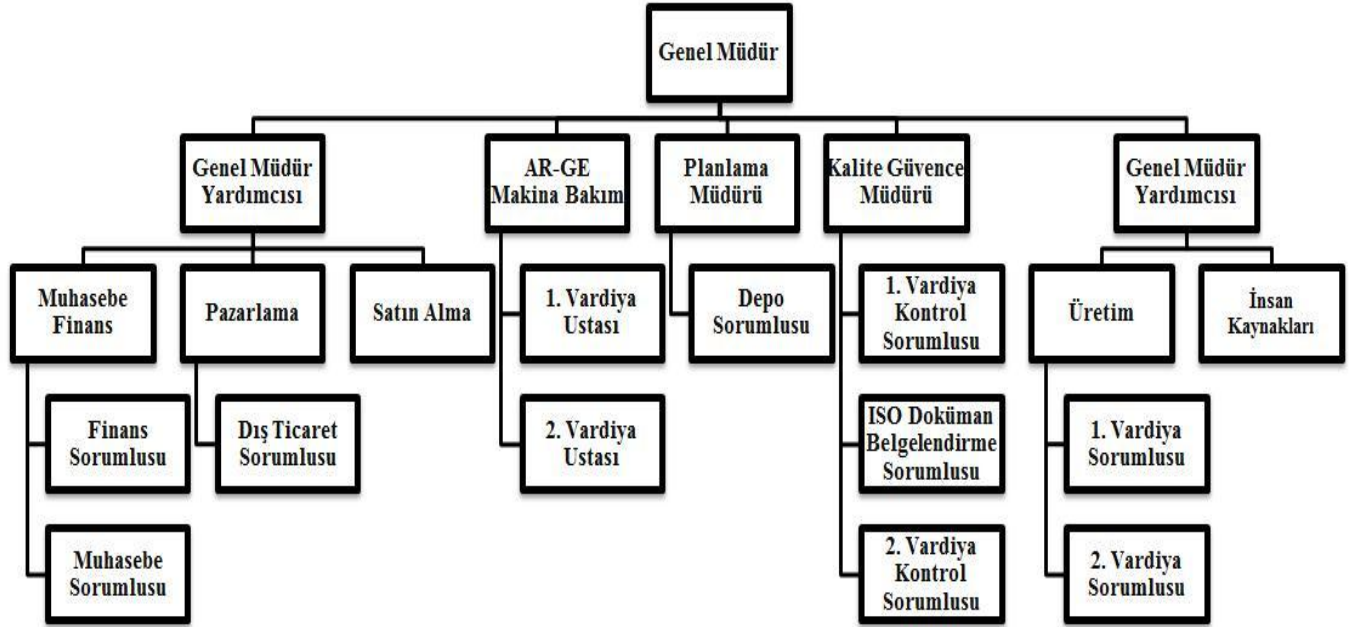 Genel Müdür
Genel Müdür
Yardımcısı
AR-GE
Makina Bakım
Planlama
Müdürü
Kalite Güvence
Müdürü
Genel Müdür
Yardımcısı
Muhasebe
Finans
Pazarlama
Satın Alma
1. Vardiya
Ustası
Depo
Sorumlusu
1. Vardiya
Kontrol
Sorumlusu
Üretim
İnsan
Kaynakları
Finans
Sorumlusu
Dış Ticaret
Sorumlusu
2. Vardiya
Ustası
ISO Doküman
Belgelendirme
Sorumlusu
1. Vardiya
Sorumlusu
Muhasebe
Sorumlusu
2. Vardiya
Kontrol
Sorumlusu
2. Vardiya
Sorumlusu